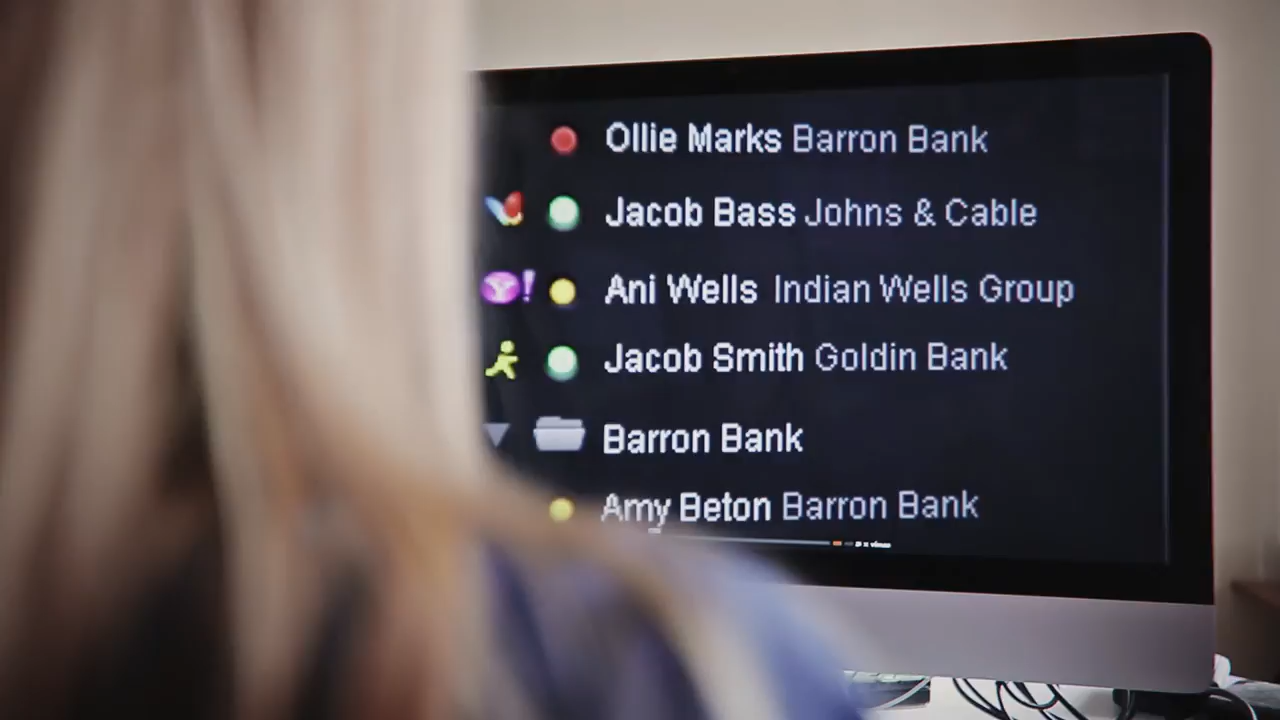 Ollie Marks Barron Bank
Jacob Bass Johns & Cable
Y! Ani Wells Indian Wells Group
Jacob Smith Goldin Bank
Barron Bank
Amy Beton Barron Bank